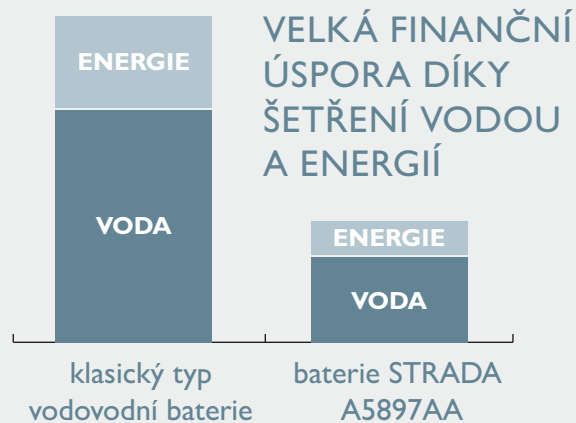 VELKÁ FINANČNÍ
ÚSPORA DÍKY
ŠETŘENÍ VODOU
A ENERGIÍ
ENERGIE
VODA
ENERGIE
VODA
klasický typ
vodovodní baterie
baterie STRADA
A5897AA